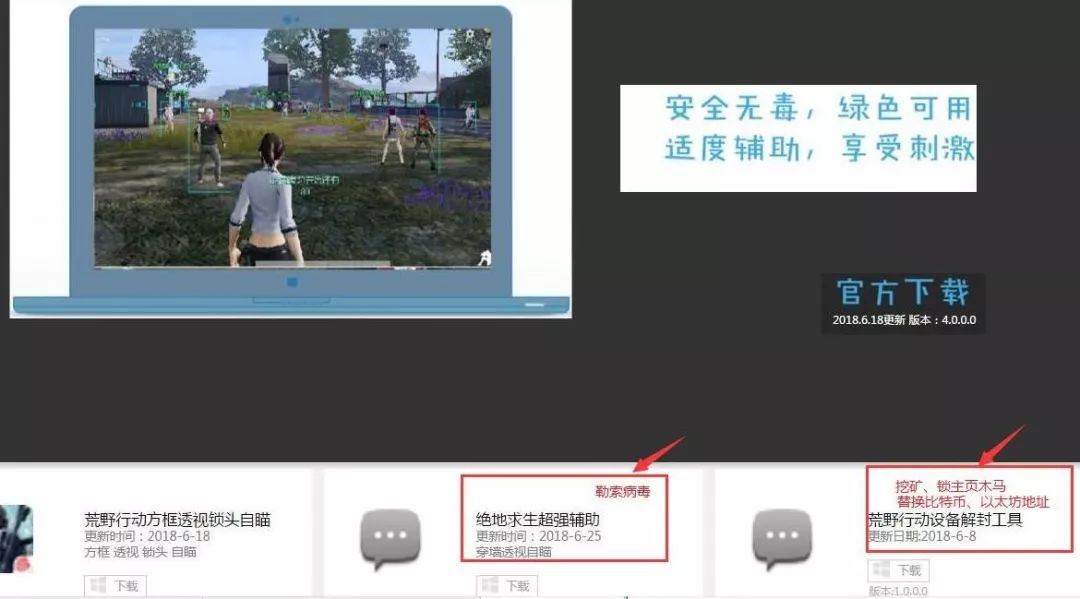 安全无毒，绿色可用
适度辅助，享受刺激
官方下载
2018.6.18更新 版本：4.0.0.0
荒野行动方框透视锁头自瞄
更新时间：2018-6-18
方框 透视 锁头 自瞄
下载
勒索病毒
绝地求生超强辅助
更新时间：2018-6-25
穿墙透视自瞄
下载
挖矿、锁主页木马
替换比特币、以太坊地址
荒野行动设备解封工具
更新日期:2018-6-8
下载
版本:1.0.0.0